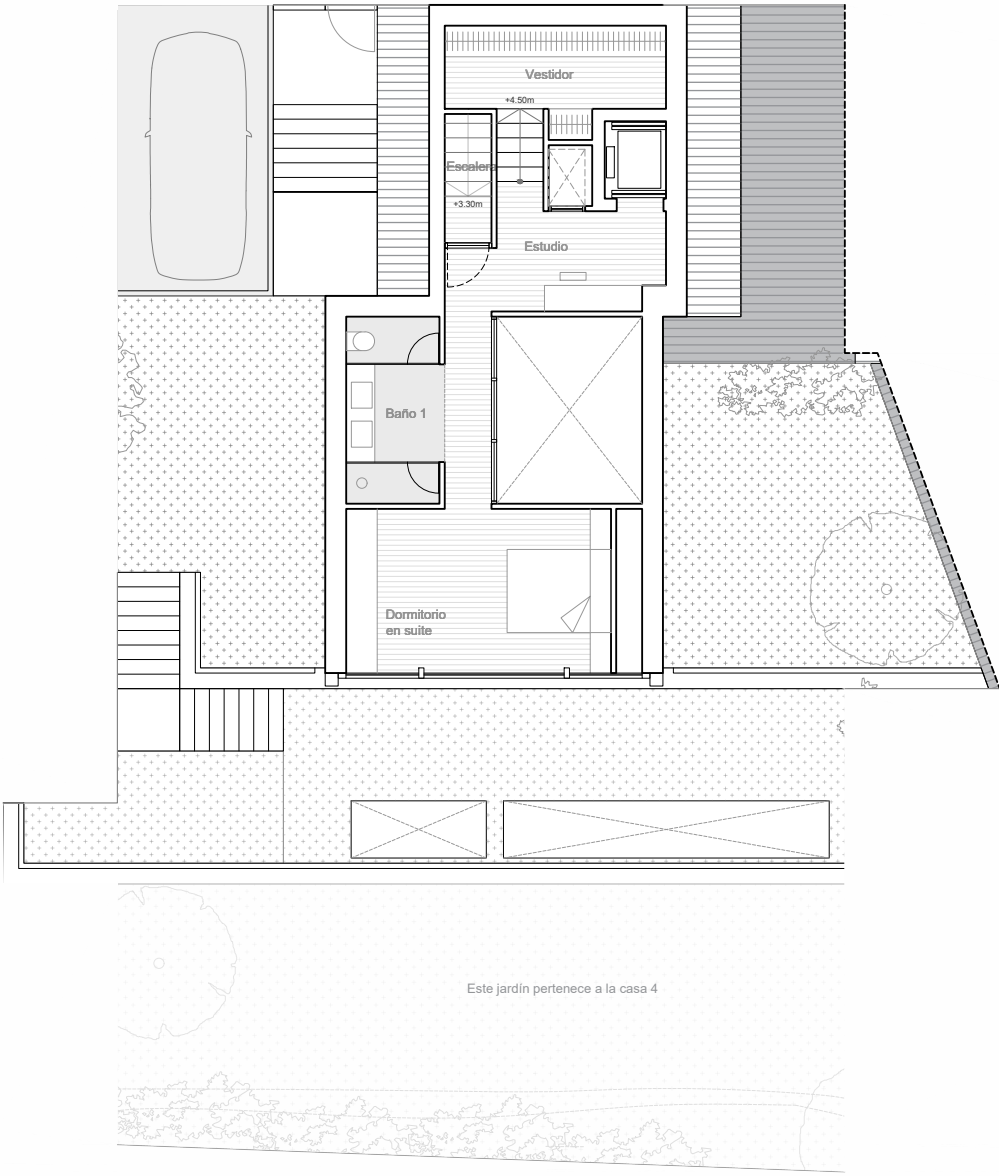 Vestidor
+4.50m
Escalera
+3.30m
Estudio
Baño 1
Dormitorio
en suite
Este jardín pertenece a la casa 4